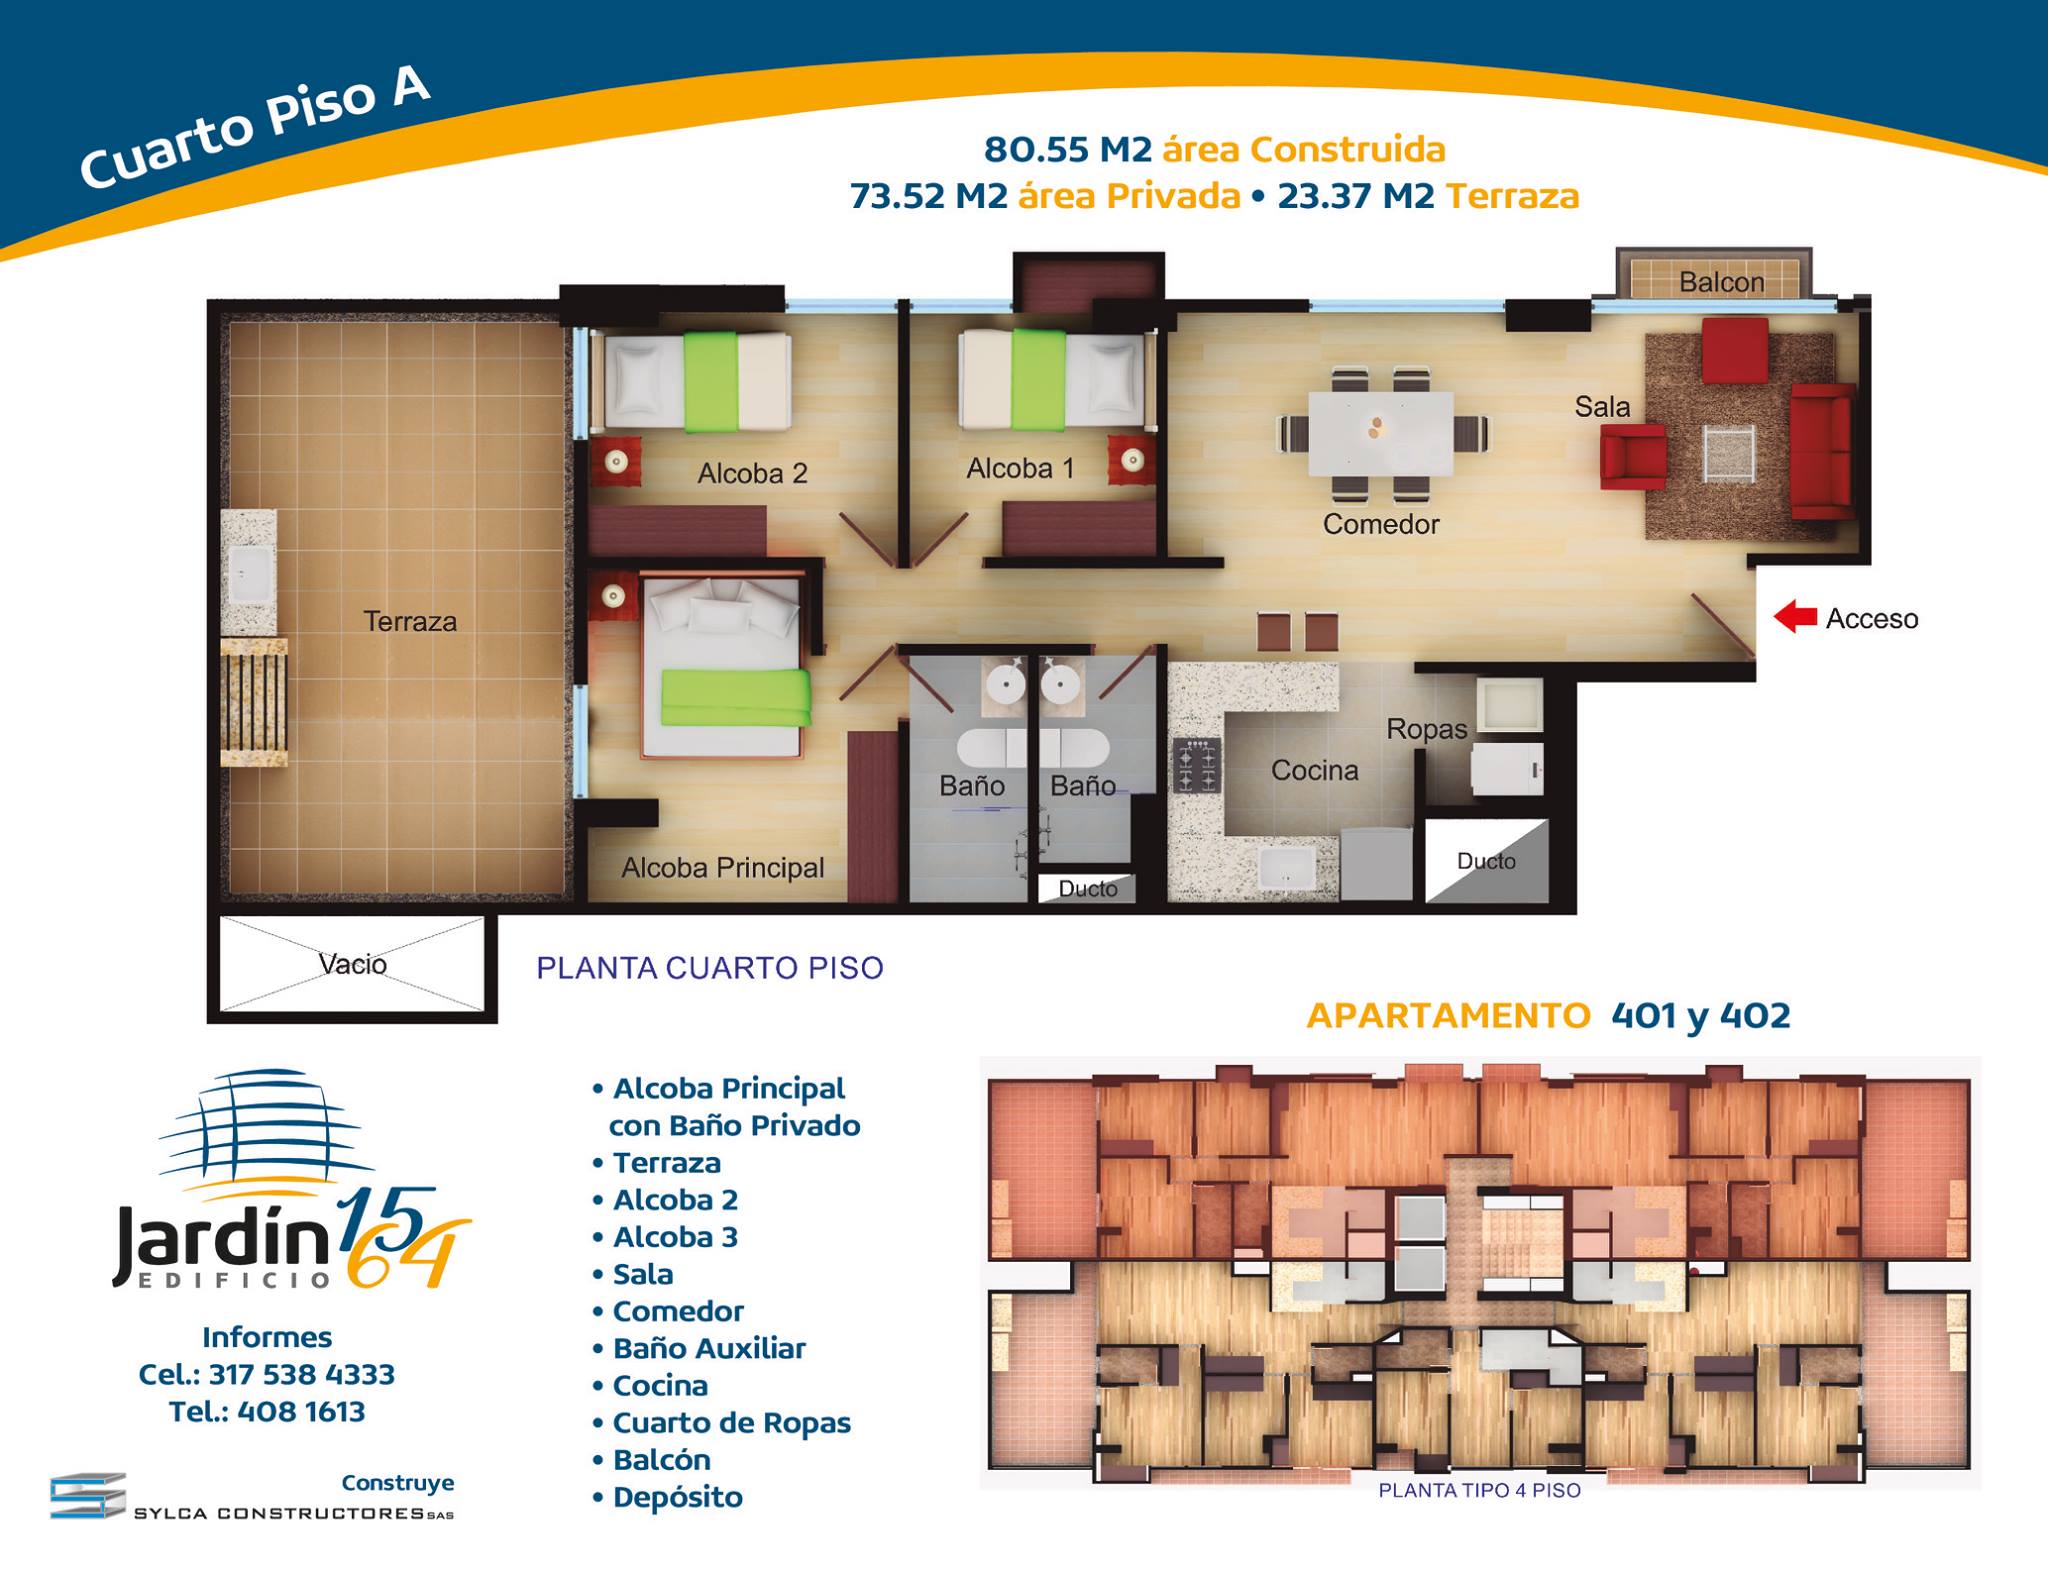 Cuarto Piso A
80.55 M2 área Construida
73.52 M2 área Privada • 23.37 M2 Terraza
Balcon
Sala
Alcoba 2
Alcoba 1
Comedor
Terraza
Acceso
Ropas
Cocina
Baño
Baño
Alcoba Principal
Ducto
Ducto
Vacio
PLANTA CUARTO PISO
APARTAMENTO 401 y 402
Jardín 1564
EDIFICIO
Informes
Cel.: 317 538 4333
Tel.: 408 1613
Construye
SYLCA CONSTRUCTORES SAS
• Alcoba Principal
con Baño Privado
• Terraza
• Alcoba 2
• Alcoba 3
• Sala
• Comedor
• Baño Auxiliar
• Cocina
• Cuarto de Ropas
• Balcón
• Depósito
PLANTA TIPO 4 PISO